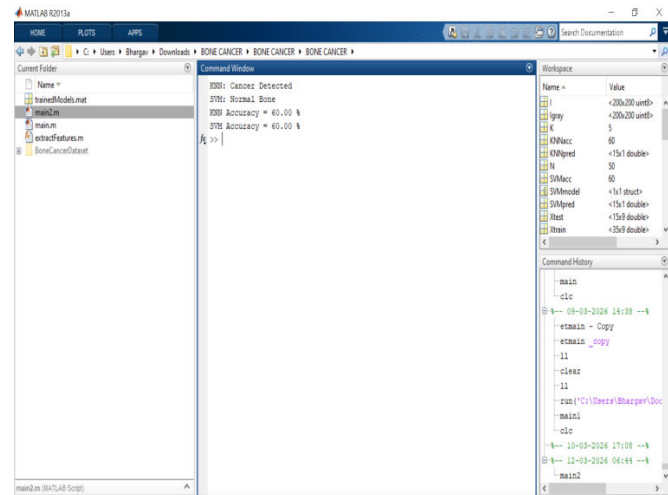 MATLAB R2013a
HOME PLOTS APPS
Search Documentation
C: Users Bhargav Downloads BONE CANCER BONE CANCER BONE CANCER
Current Folder
Name
trainedModels.mat
main2.m
main.m
extractFeatures.m
BoneCancerDataset
main2.m (MATLAB Script)
Command Window
KNN: Cancer Detected
SVM: Normal Bone
KNN Accuracy = 60.00 %
SVM Accuracy = 60.00 %
fx >>
Workspace
Name Value
I <200x200 uint8>
Igray <200x200 uint8>
K 5
KNNacc 60
KNNpred <15x1 double>
N 50
SVMacc 60
SVMmodel <1x1 struct>
SVMpred <15x1 double>
Xtest <15x9 double>
Xtrain <35x9 double>
Command History
main
clc
%-- 09-03-2026 14:38 --%
etmain - Copy
etmain _copy
ll
clear
ll
run('C:\Users\Bhargav\Doc
main1
clc
%-- 10-03-2026 17:08 --%
%-- 12-03-2026 06:44 --%
main2